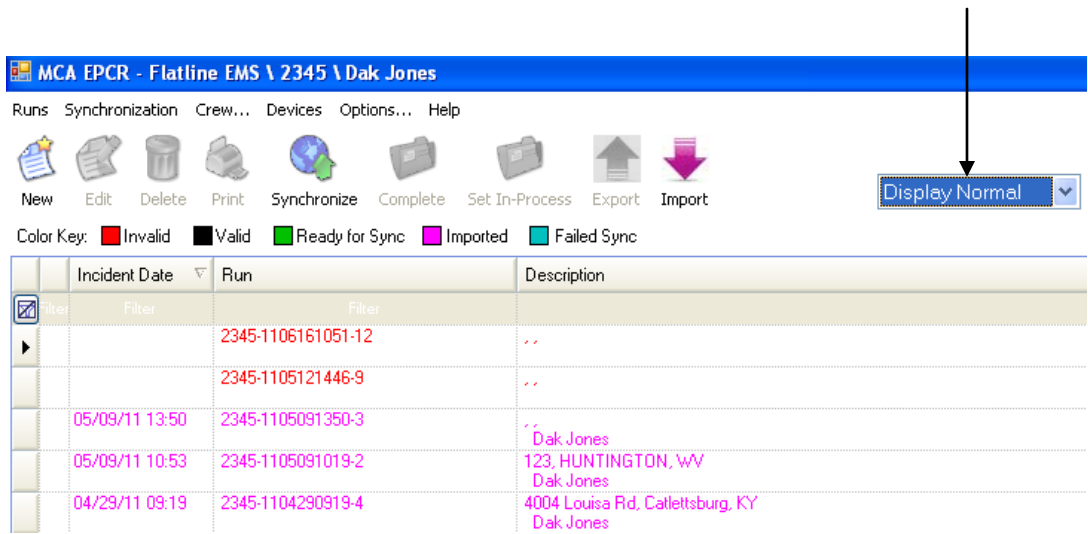 MCA EPCR - Flatline EMS \ 2345 \ Dak Jones
Runs Synchronization Crew... Devices Options... Help
New Edit Delete Print Synchronize Complete Set In-Process Export Import Display Normal
Color Key: Invalid Valid Ready for Sync Imported Failed Sync
Incident Date Run Description
Filter Filter Filter
2345-1106161051-12 , ,
2345-1105121446-9 , ,
05/09/11 13:50 2345-1105091350-3 , ,
Dak Jones
05/09/11 10:53 2345-1105091019-2 123, HUNTINGTON, WV
Dak Jones
04/29/11 09:19 2345-1104290919-4 4004 Louisa Rd, Catlettsburg, KY
Dak Jones